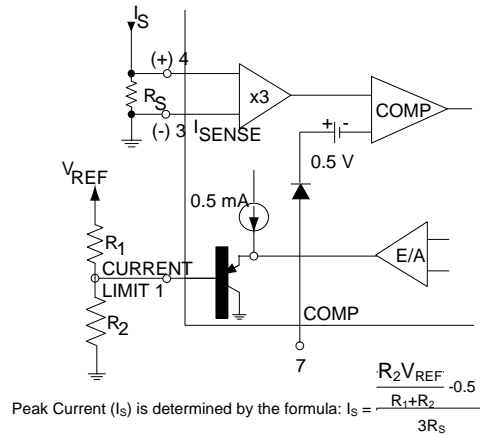 I_S
(+) 4
R_S
x3
(-) 3
I_SENSE
COMP
+ -
0.5 V
V_REF
0.5 mA
R_1
CURRENT
LIMIT 1
E/A
R_2
COMP
7
Peak Current (I_S) is determined by the formula: I_S =
R_2V_REF
R_1+R_2
-0.5
3R_S